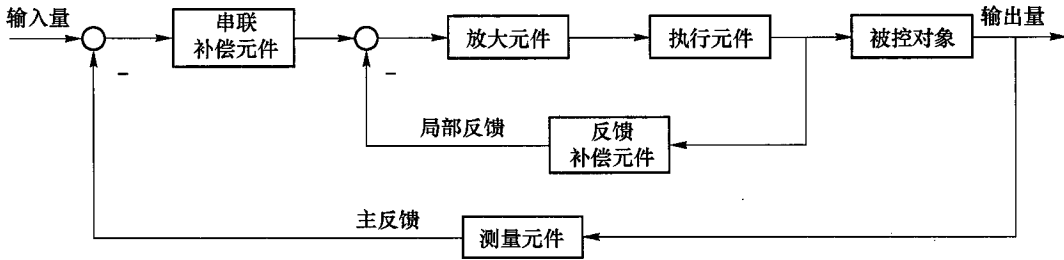 输入量
串联
补偿元件
放大元件
执行元件
被控对象
输出量
−
−
局部反馈
反馈
补偿元件
主反馈
测量元件